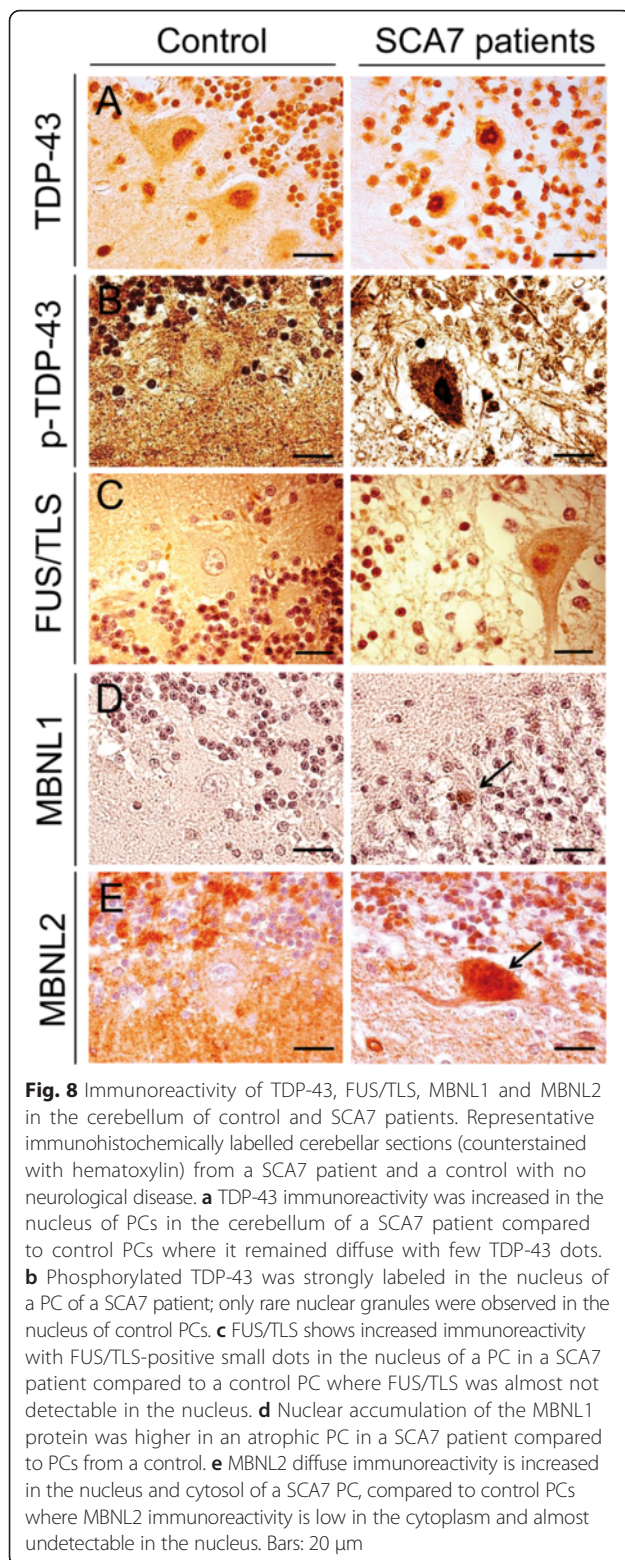 Control SCA7 patients
A
TDP-43
B
p-TDP-43
C
FUS/TLS
D
MBNL1
E
MBNL2
Fig. 8 Immunoreactivity of TDP-43, FUS/TLS, MBNL1 and MBNL2
in the cerebellum of control and SCA7 patients. Representative
immunohistochemically labelled cerebellar sections (counterstained
with hematoxylin) from a SCA7 patient and a control with no
neurological disease. a TDP-43 immunoreactivity was increased in the
nucleus of PCs in the cerebellum of a SCA7 patient compared
to control PCs where it remained diffuse with few TDP-43 dots.
b Phosphorylated TDP-43 was strongly labeled in the nucleus of
a PC of a SCA7 patient; only rare nuclear granules were observed in the
nucleus of control PCs. c FUS/TLS shows increased immunoreactivity
with FUS/TLS-positive small dots in the nucleus of a PC in a SCA7
patient compared to a control PC where FUS/TLS was almost not
detectable in the nucleus. d Nuclear accumulation of the MBNL1
protein was higher in an atrophic PC in a SCA7 patient compared
to PCs from a control. e MBNL2 diffuse immunoreactivity is increased
in the nucleus and cytosol of a SCA7 PC, compared to control PCs
where MBNL2 immunoreactivity is low in the cytoplasm and almost
undetectable in the nucleus. Bars: 20 μm